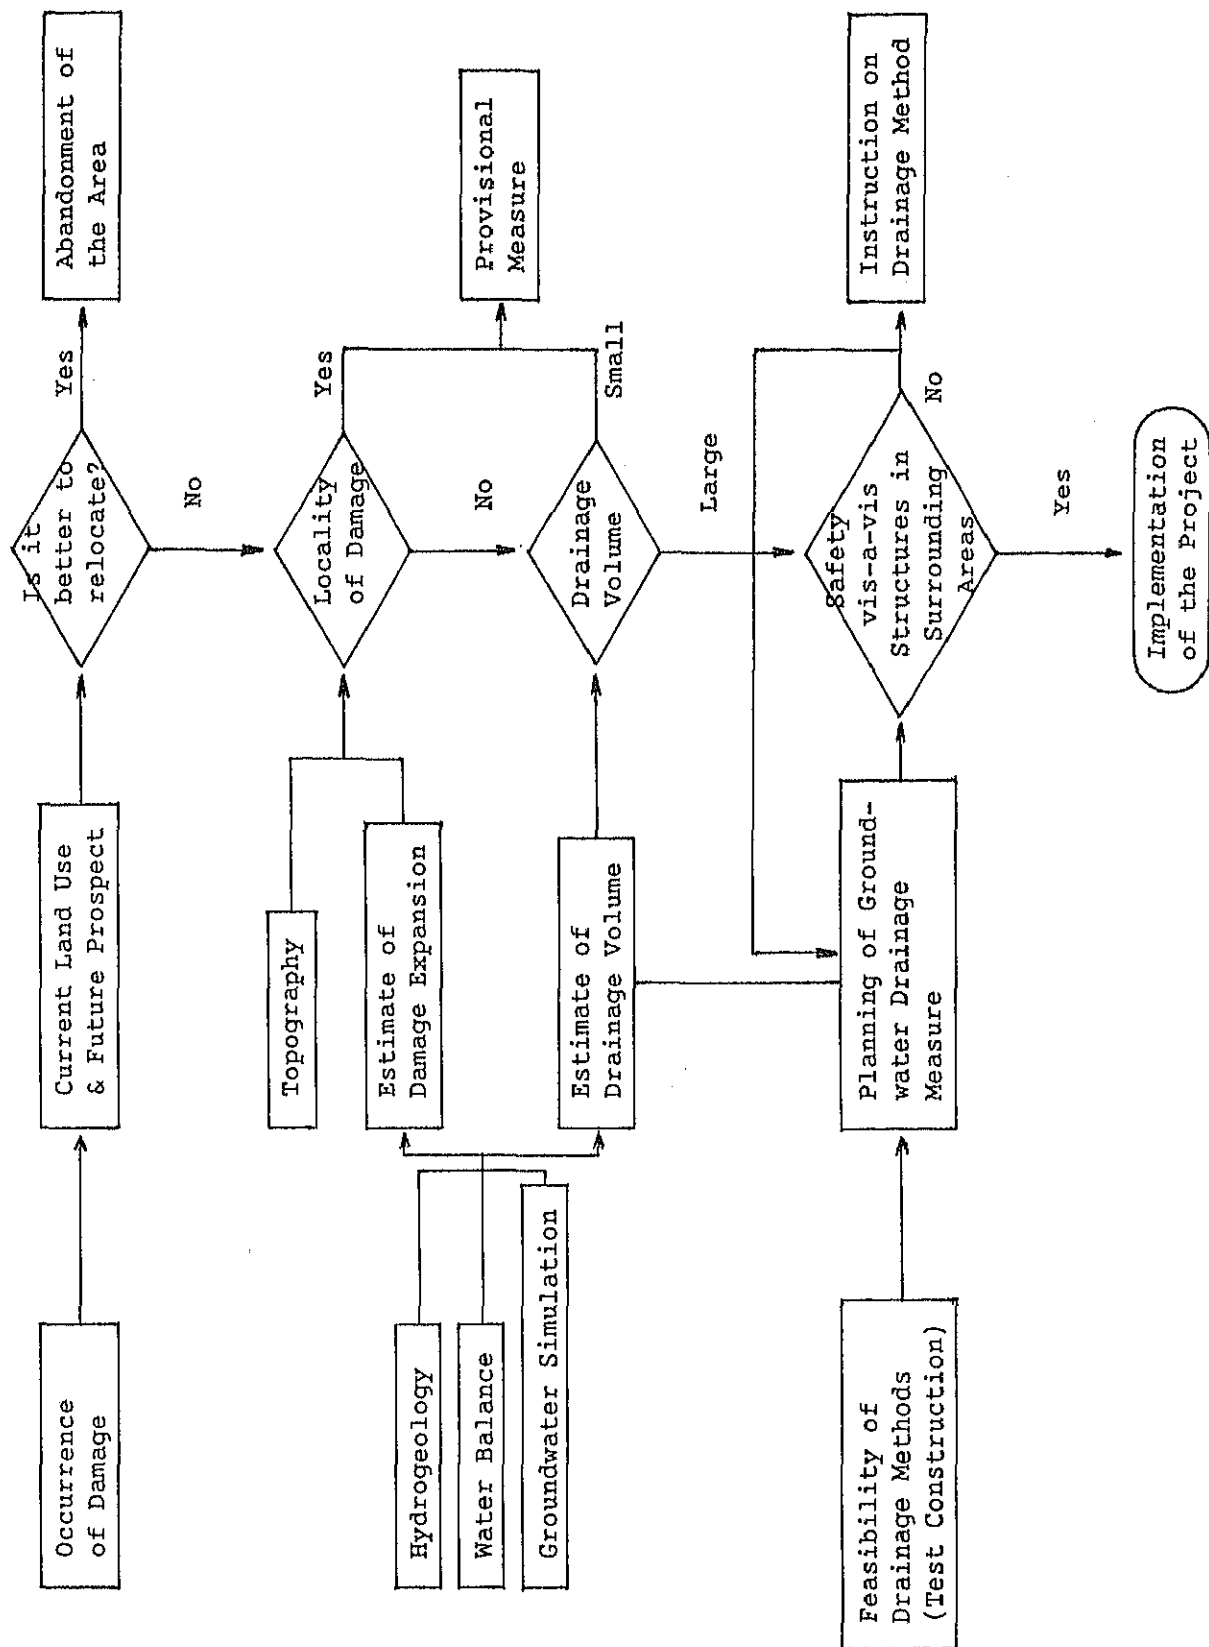 Occurrence
of Damage
Current Land Use
& Future Prospect
Is it
better to
relocate?
Yes
Abandonment of
the Area
No
Topography
Locality
of Damage
Yes
Hydrogeology
Water Balance
Groundwater Simulation
Estimate of
Damage Expansion
No
Provisional
Measure
Estimate of
Drainage Volume
Drainage
Volume
Small
Large
Feasibility of
Drainage Methods
(Test Construction)
Planning of Ground-
water Drainage
Measure
Safety
vis-a-vis
Structures in
Surrounding
Areas
No
Instruction on
Drainage Method
Yes
Implementation
of the Project